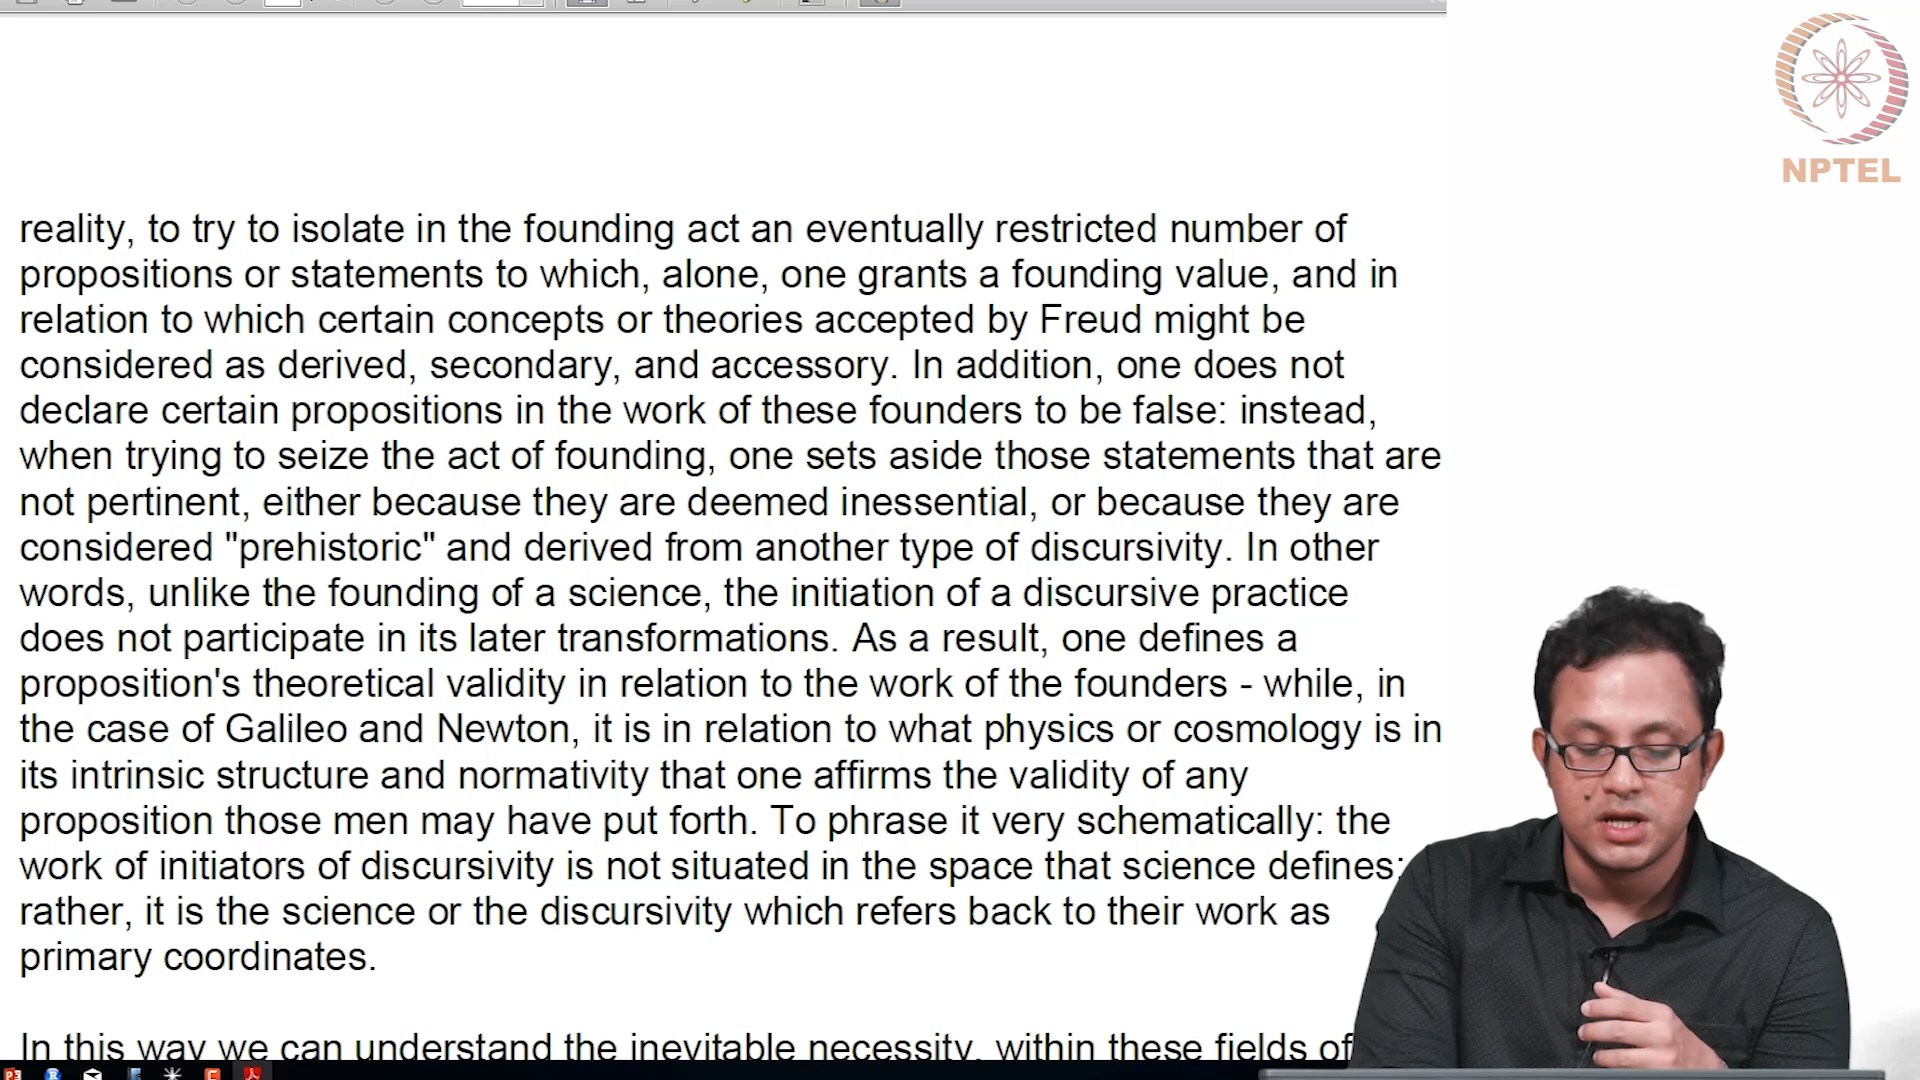 NPTEL
reality, to try to isolate in the founding act an eventually restricted number of
propositions or statements to which, alone, one grants a founding value, and in
relation to which certain concepts or theories accepted by Freud might be
considered as derived, secondary, and accessory. In addition, one does not
declare certain propositions in the work of these founders to be false: instead,
when trying to seize the act of founding, one sets aside those statements that are
not pertinent, either because they are deemed inessential, or because they are
considered "prehistoric" and derived from another type of discursivity. In other
words, unlike the founding of a science, the initiation of a discursive practice
does not participate in its later transformations. As a result, one defines a
proposition's theoretical validity in relation to the work of the founders - while, in
the case of Galileo and Newton, it is in relation to what physics or cosmology is in
its intrinsic structure and normativity that one affirms the validity of any
proposition those men may have put forth. To phrase it very schematically: the
work of initiators of discursivity is not situated in the space that science defines;
rather, it is the science or the discursivity which refers back to their work as
primary coordinates.
In this way we can understand the inevitable necessity, within these fields of